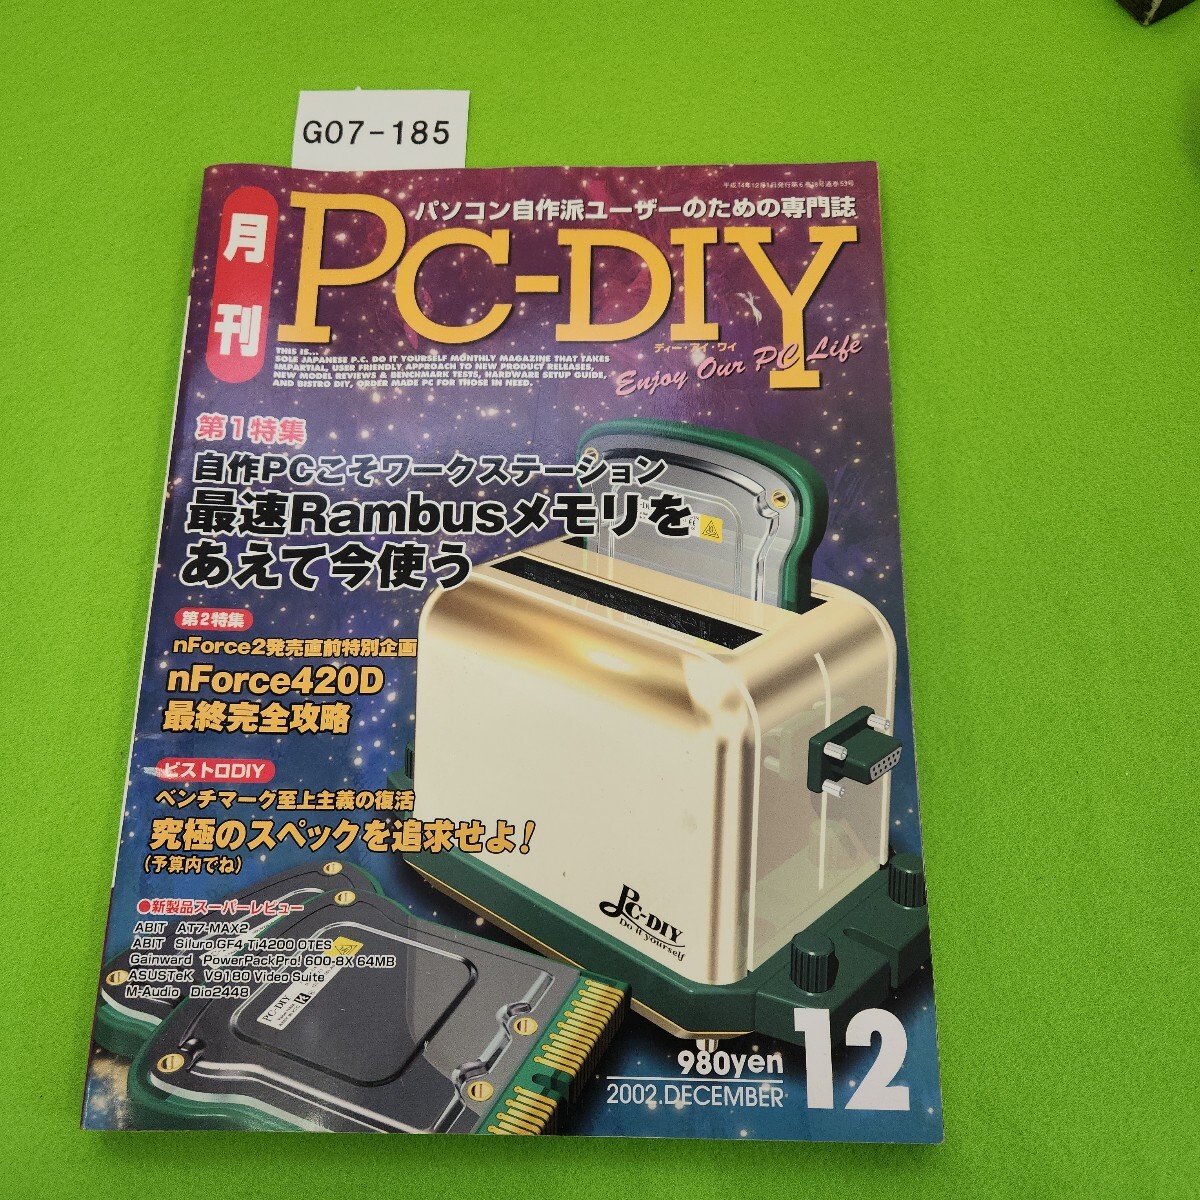 G07-185
平成14年12月1日発行第6巻18号通巻53号
月刊
パソコン自作派ユーザーのための専門誌
PC-DIY
ディー・アイ・ワイ
Enjoy Our PC Life
THIS IS...
SOLE JAPANESE P.C. DO IT YOURSELF MONTHLY MAGAZINE THAT TAKES
IMPARTIAL, USER FRIENDLY APPROACH TO NEW PRODUCT RELEASES,
NEW MODEL REVIEWS & BENCHMARK TESTS, HARDWARE SETUP GUIDE,
AND BISTRO DIY, ORDER MADE PC FOR THOSE IN NEED.
第1特集
自作PCこそワークステーション
最速Rambusメモリを
あえて今使う
第2特集
nForce2発売直前特別企画
nForce420D
最終完全攻略
ビストロDIY
ベンチマーク至上主義の復活
究極のスペックを追求せよ!
(予算内でね)
●新製品スーパーレビュー
ABIT AT7-MAX2
ABIT Siluro GF4 Ti4200 OTES
Gainward PowerPackPro! 600-8X 64MB
ASUSTeK V9180 Video Suite
M-Audio Dio2448
PC-DIY
Do it yourself
PC-DIY
980yen
2002.DECEMBER
12